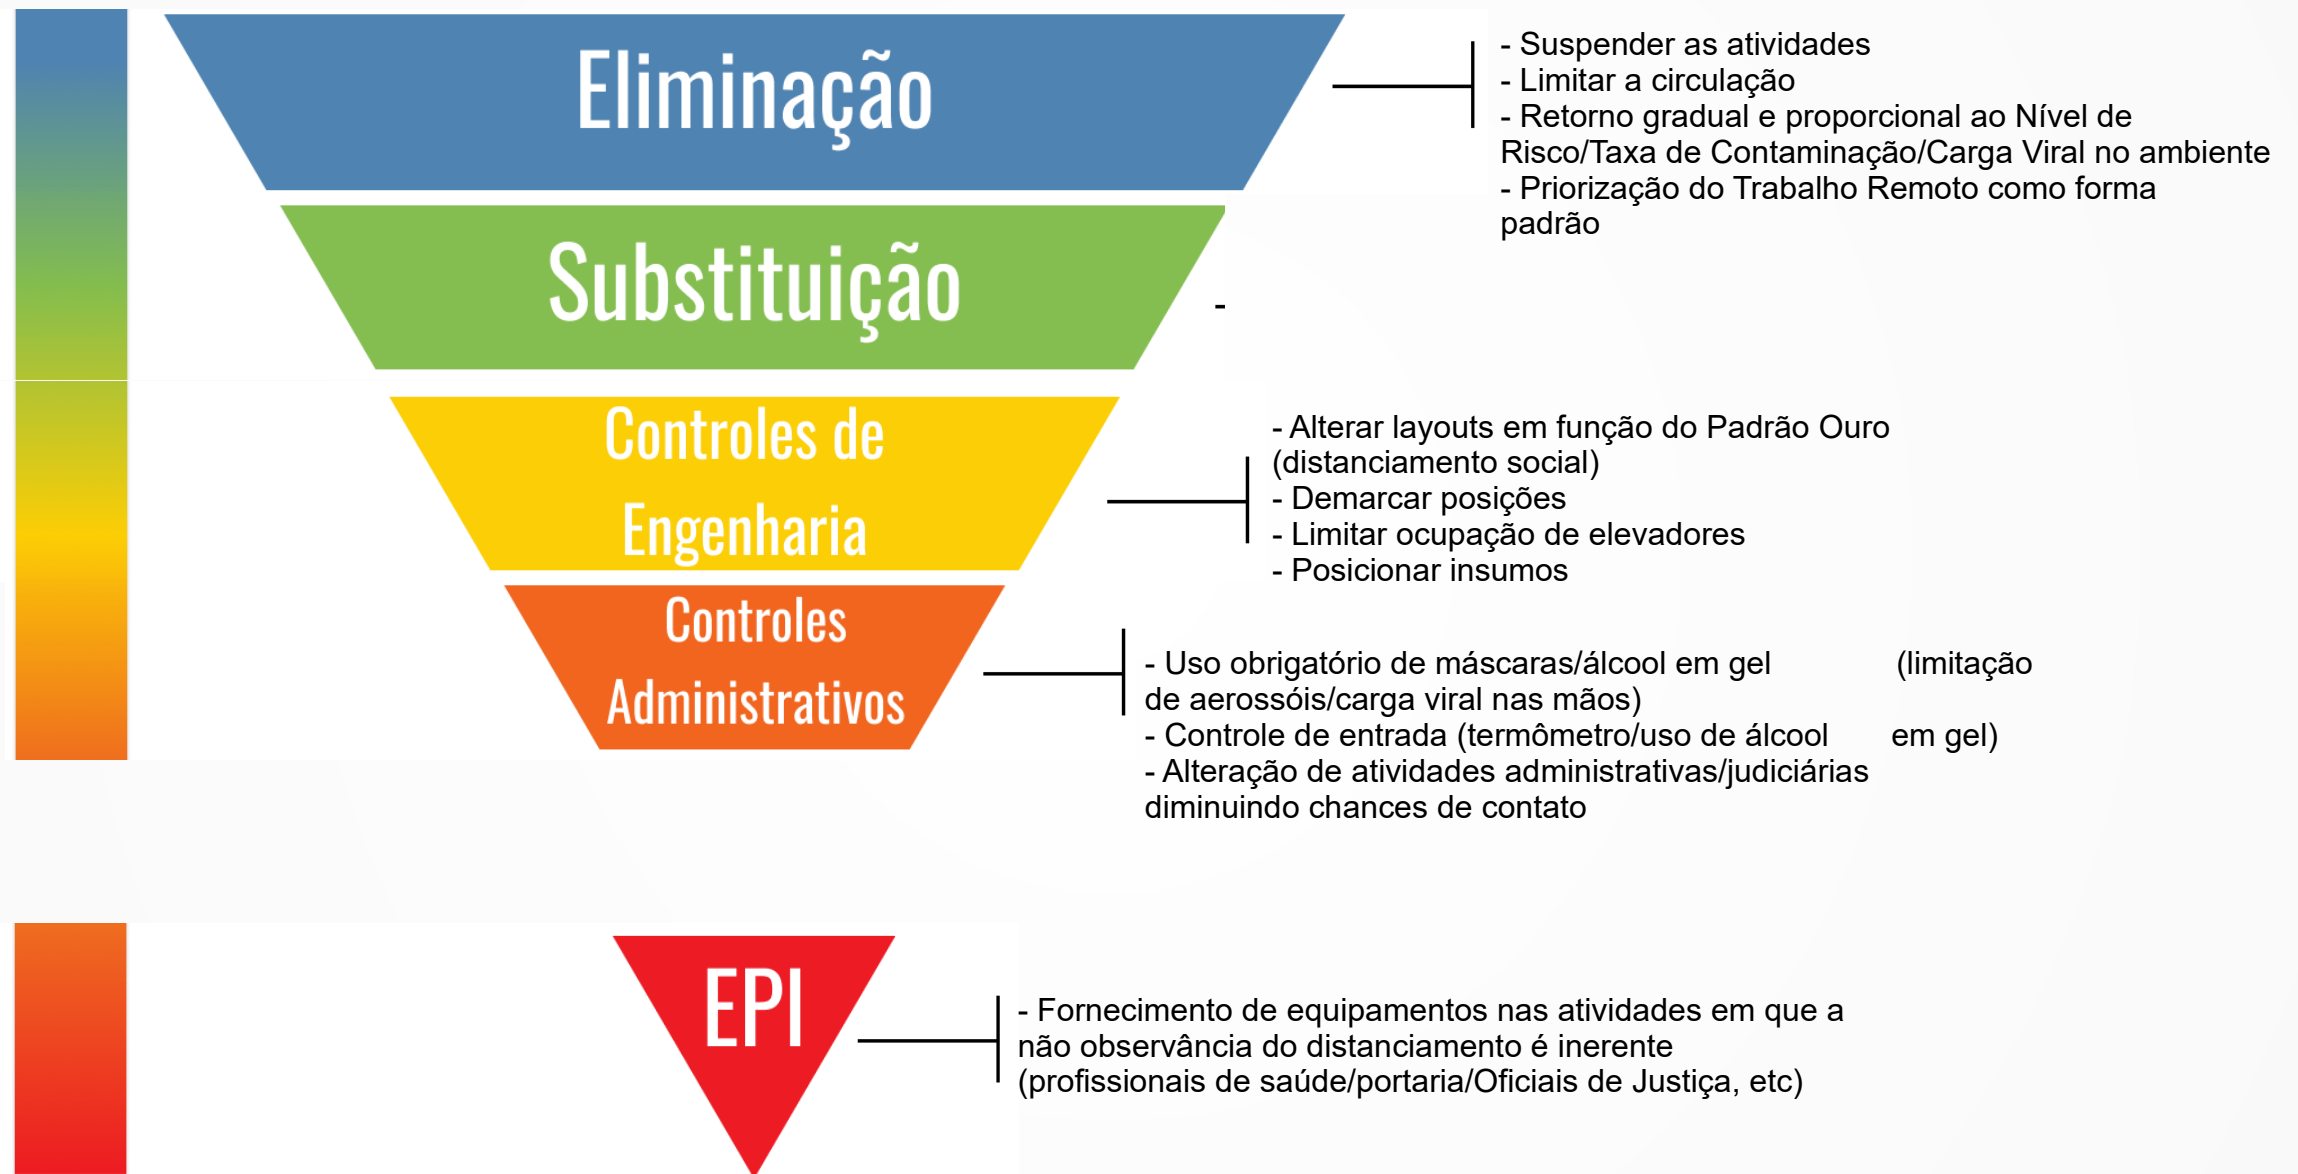 Eliminação
- Suspender as atividades
- Limitar a circulação
- Retorno gradual e proporcional ao Nível de
Risco/Taxa de Contaminação/Carga Viral no ambiente
- Priorização do Trabalho Remoto como forma
padrão
Substituição
-
Controles de
Engenharia
- Alterar layouts em função do Padrão Ouro
(distanciamento social)
- Demarcar posições
- Limitar ocupação de elevadores
- Posicionar insumos
Controles
Administrativos
- Uso obrigatório de máscaras/álcool em gel (limitação
de aerossóis/carga viral nas mãos)
- Controle de entrada (termômetro/uso de álcool em gel)
- Alteração de atividades administrativas/judiciárias
diminuindo chances de contato
EPI
- Fornecimento de equipamentos nas atividades em que a
não observância do distanciamento é inerente
(profissionais de saúde/portaria/Oficiais de Justiça, etc)